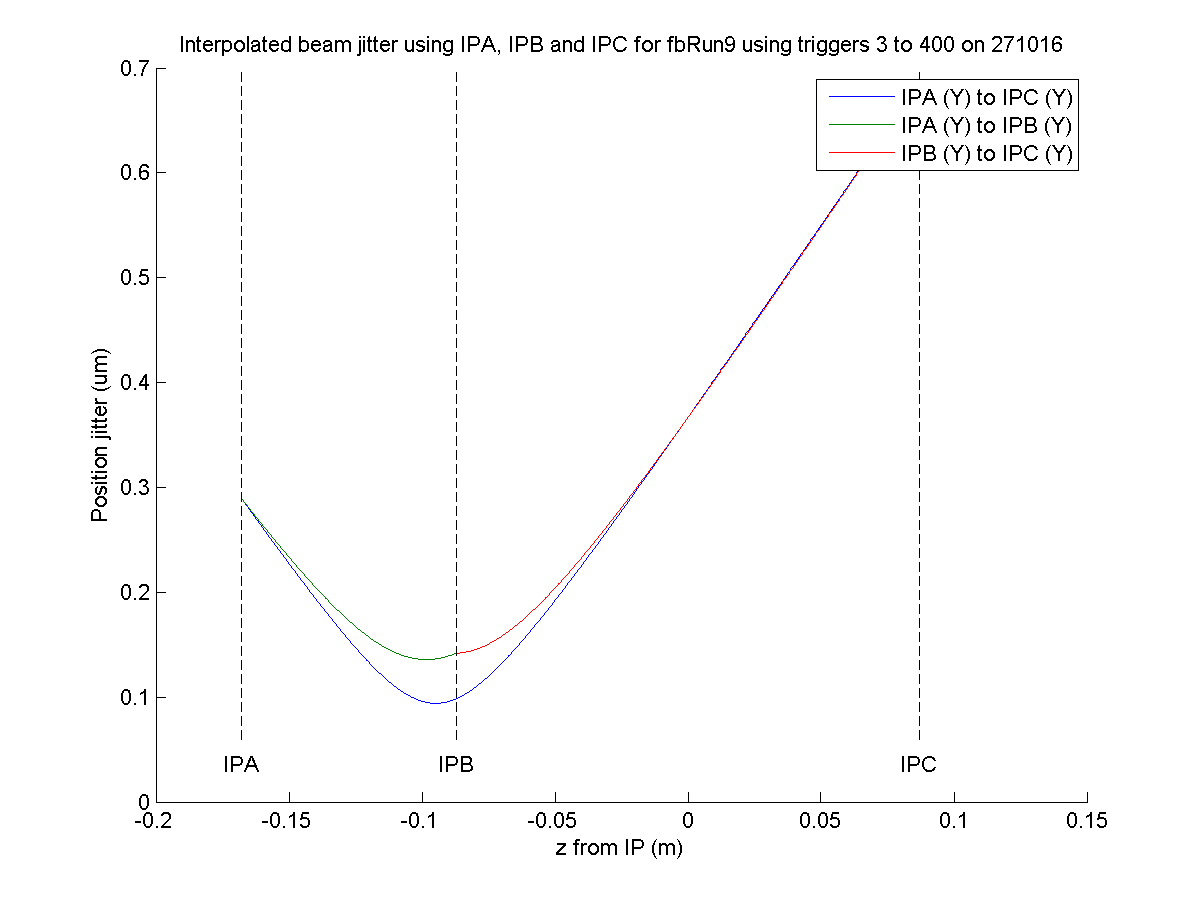 Interpolated beam jitter using IPA, IPB and IPC for fbRun9 using triggers 3 to 400 on 271016
IPA (Y) to IPC (Y)
IPA (Y) to IPB (Y)
IPB (Y) to IPC (Y)
Position jitter (um)
0.7
0.6
0.5
0.4
0.3
0.2
0.1
0
IPA
IPB
IPC
-0.2
-0.15
-0.1
-0.05
0
0.05
0.1
0.15
z from IP (m)